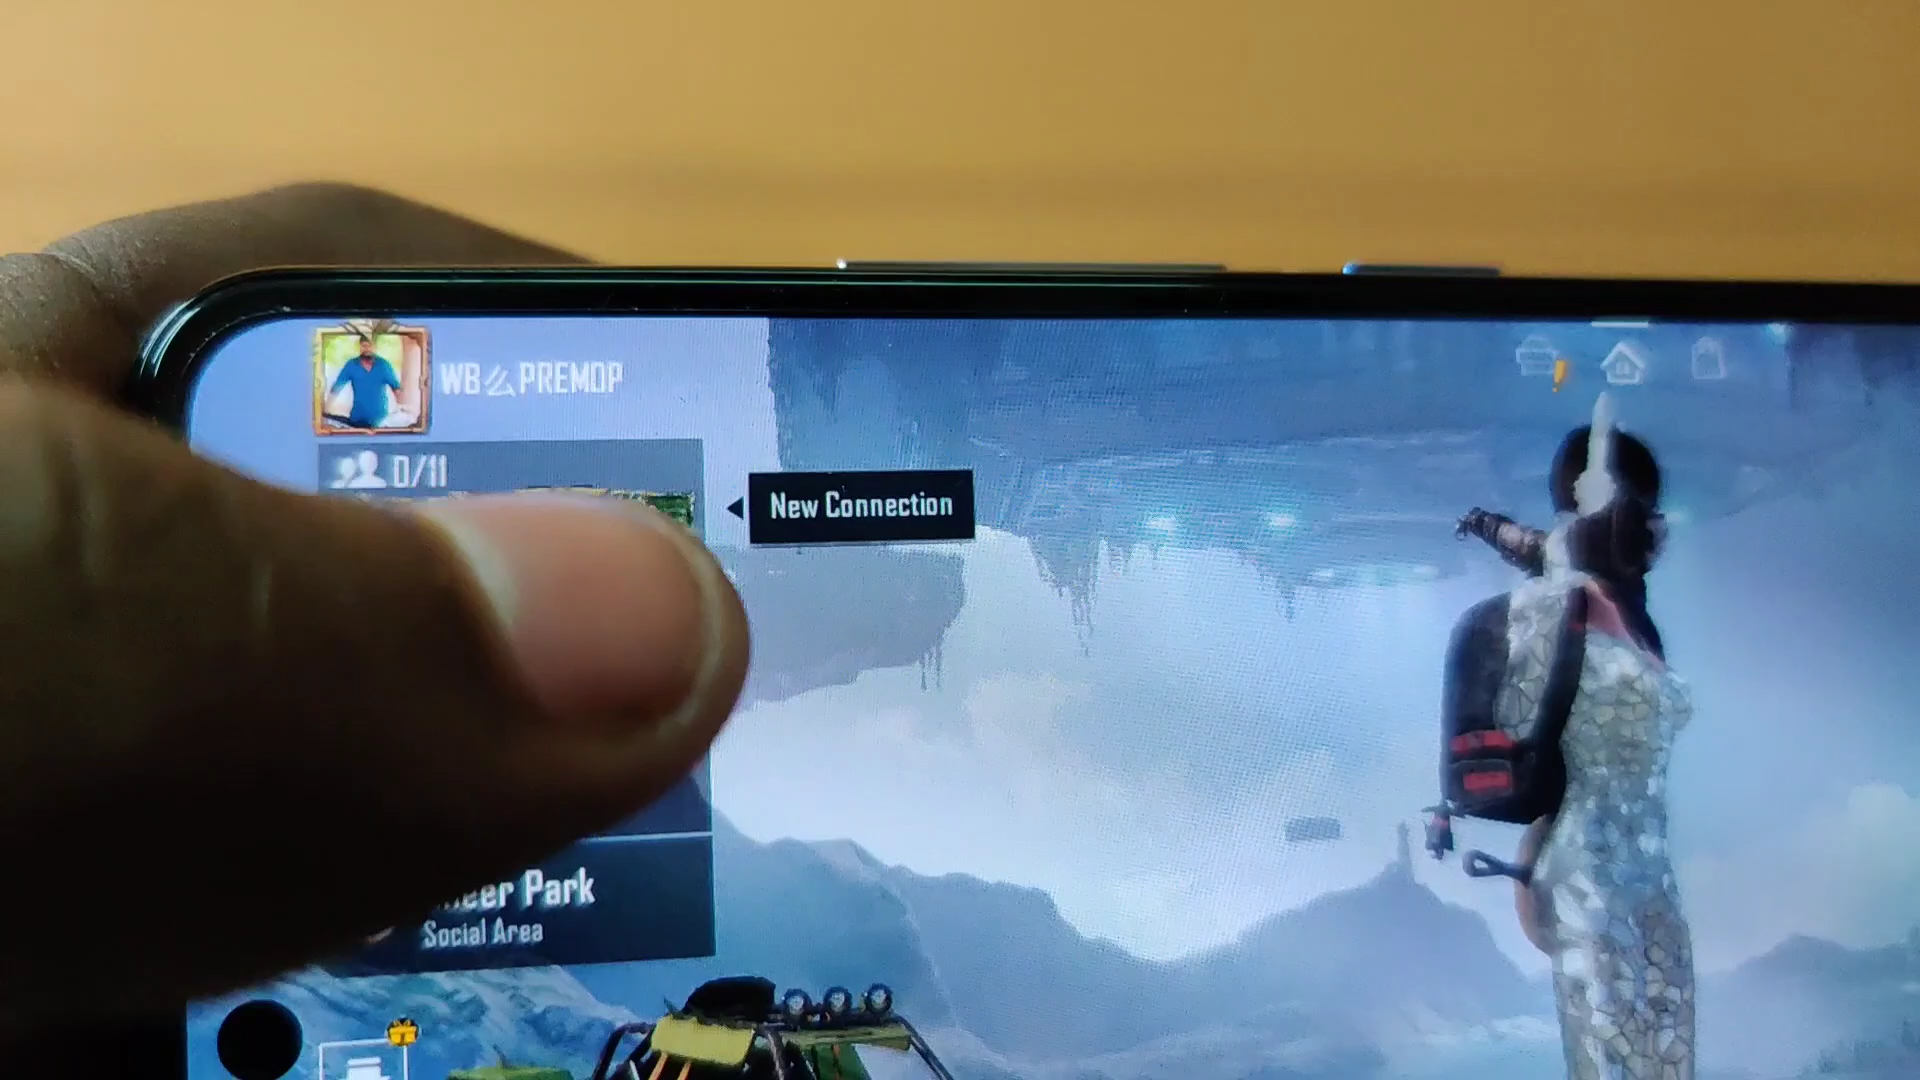 WB么PREMOP
0/11
New Connection
Park
Social Area